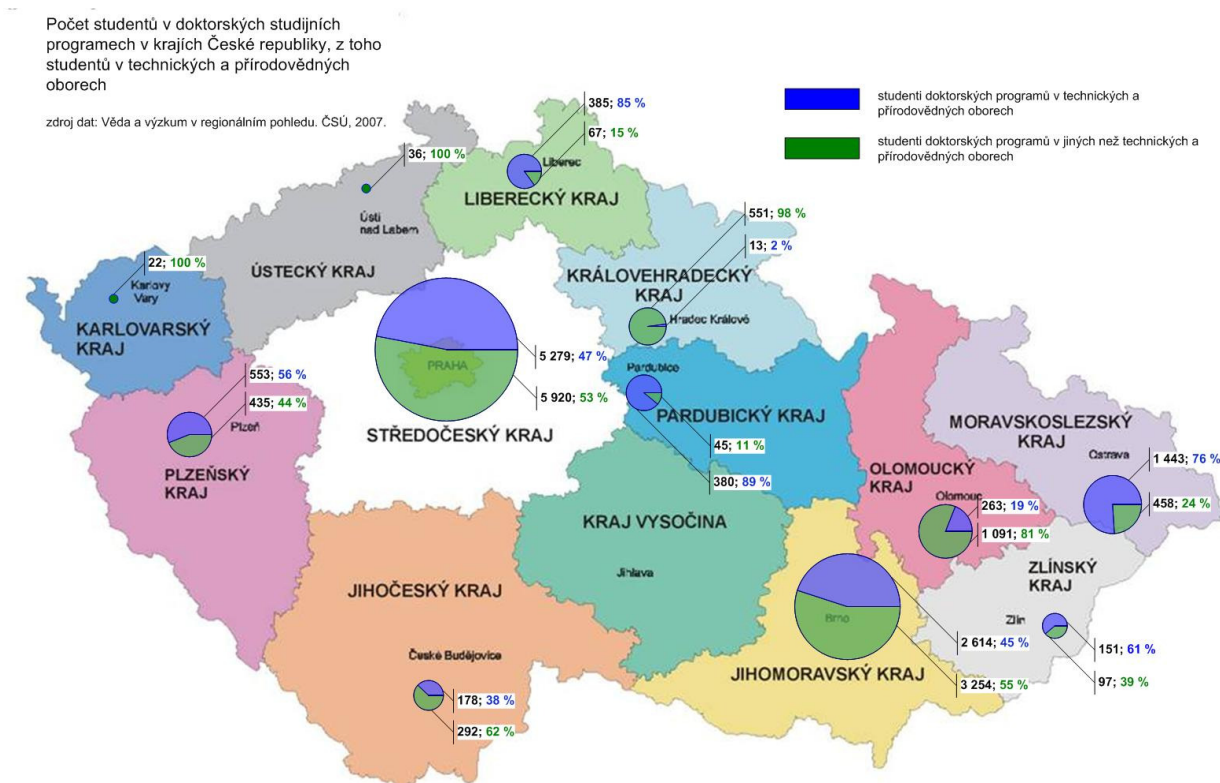 Počet studentů v doktorských studijních
programech v krajích České republiky, z toho
studentů v technických a přírodovědných
oborech
zdroj dat: Věda a výzkum v regionálním pohledu. ČSÚ, 2007.
studenti doktorských programů v technických a
přírodovědných oborech
studenti doktorských programů v jiných než technických a
přírodovědných oborech
385; 85 %
67; 15 %
Liberec
LIBERECKÝ KRAJ
36; 100 %
Ústí
nad Labem
ÚSTECKÝ KRAJ
22; 100 %
Karlovy
Vary
KARLOVARSKÝ
KRAJ
551; 98 %
13; 2 %
KRÁLOVEHRADECKÝ
KRAJ
Hradec Králové
5 279; 47 %
PRAHA
5 920; 53 %
STŘEDOČESKÝ KRAJ
553; 56 %
435; 44 %
Plzeň
PLZEŇSKÝ
KRAJ
Pardubice
PARDUBICKÝ KRAJ
45; 11 %
380; 89 %
MORAVSKOSLEZSKÝ
KRAJ
Ostrava
1 443; 76 %
458; 24 %
OLOMOUCKÝ
KRAJ
Olomouc
263; 19 %
1 091; 81 %
KRAJ VYSOČINA
Jihlava
ZLÍNSKÝ
KRAJ
Zlín
151; 61 %
97; 39 %
JIHOČESKÝ KRAJ
České Budějovice
178; 38 %
292; 62 %
Brno
2 614; 45 %
JIHOMORAVSKÝ KRAJ
3 254; 55 %